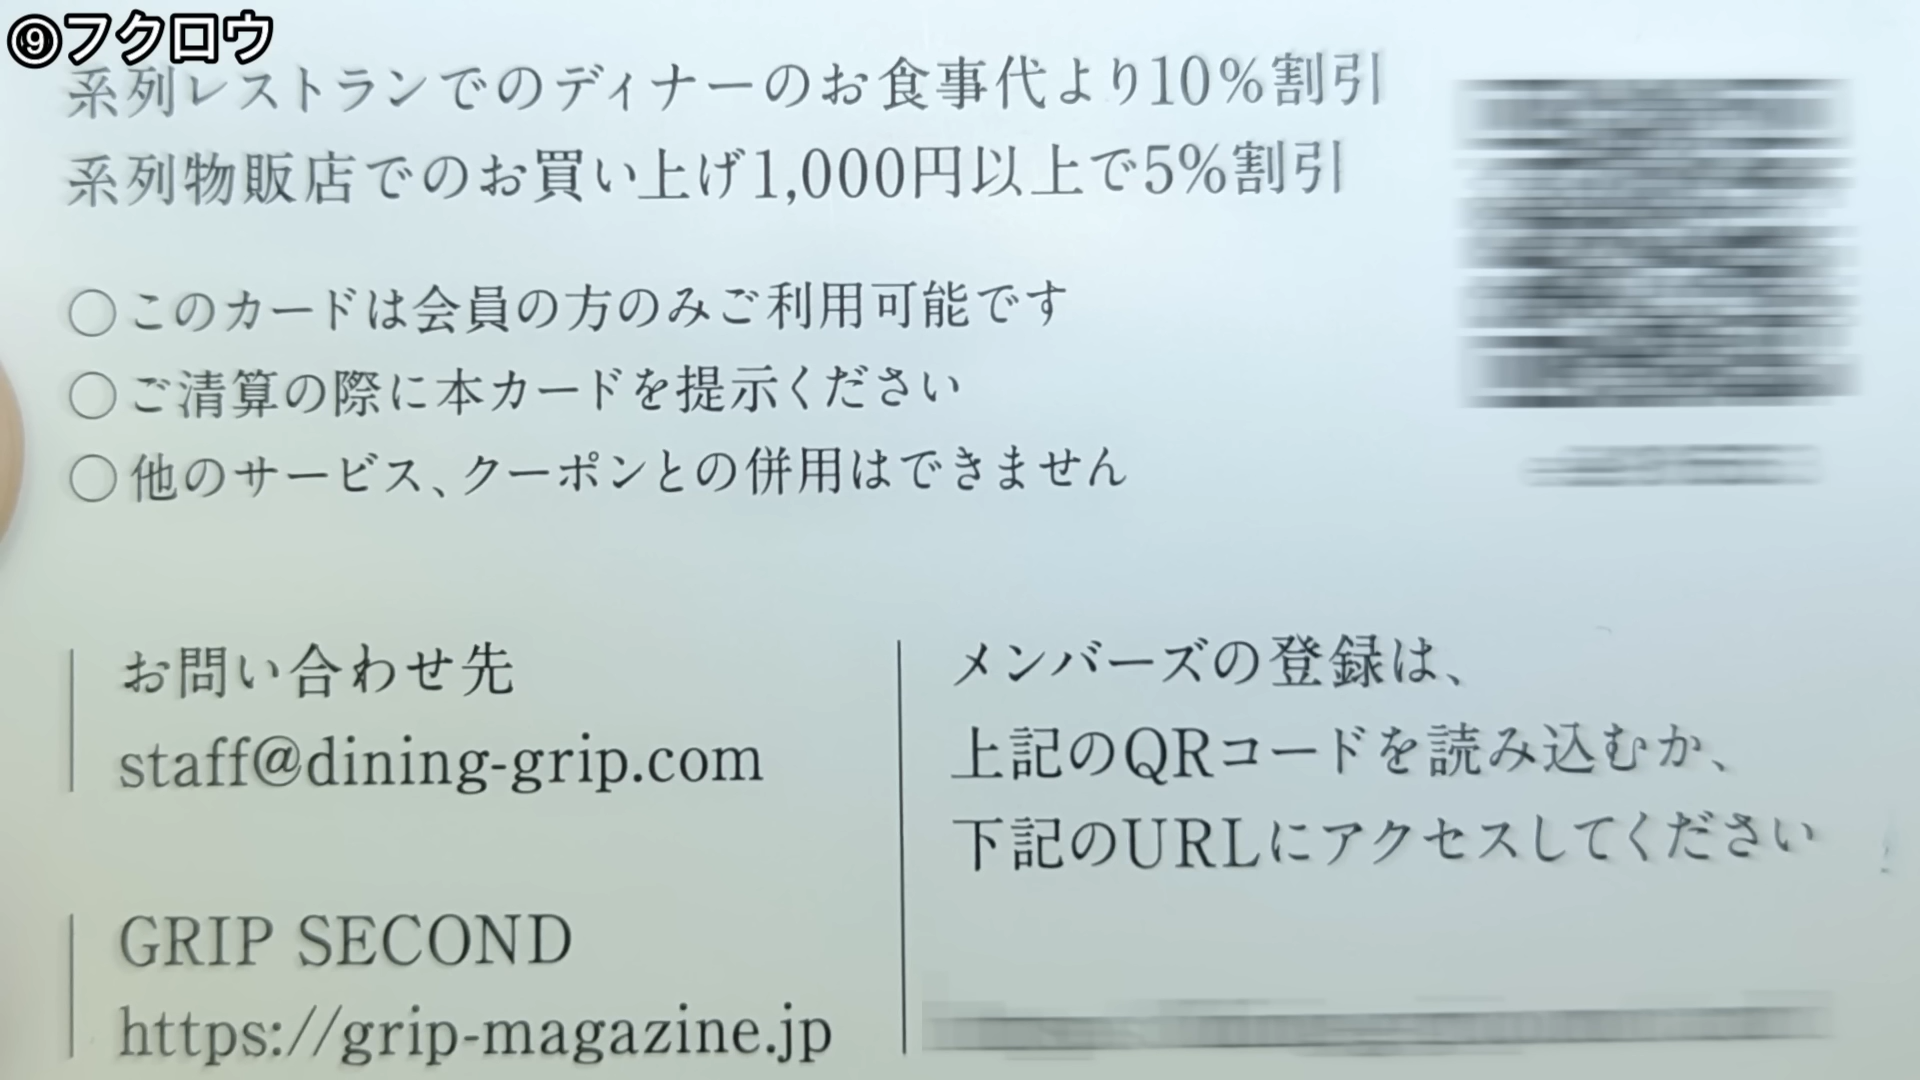 ⑨フクロウ
系列レストランでのディナーのお食事代より10%割引
系列物販店でのお買い上げ1,000円以上で5%割引
○このカードは会員の方のみご利用可能です
○ご清算の際に本カードを提示ください
○他のサービス、クーポンとの併用はできません
お問い合わせ先
staff@dining-grip.com
GRIP SECOND
https://grip-magazine.jp
メンバーズの登録は、
上記のQRコードを読み込むか、
下記のURLにアクセスしてください